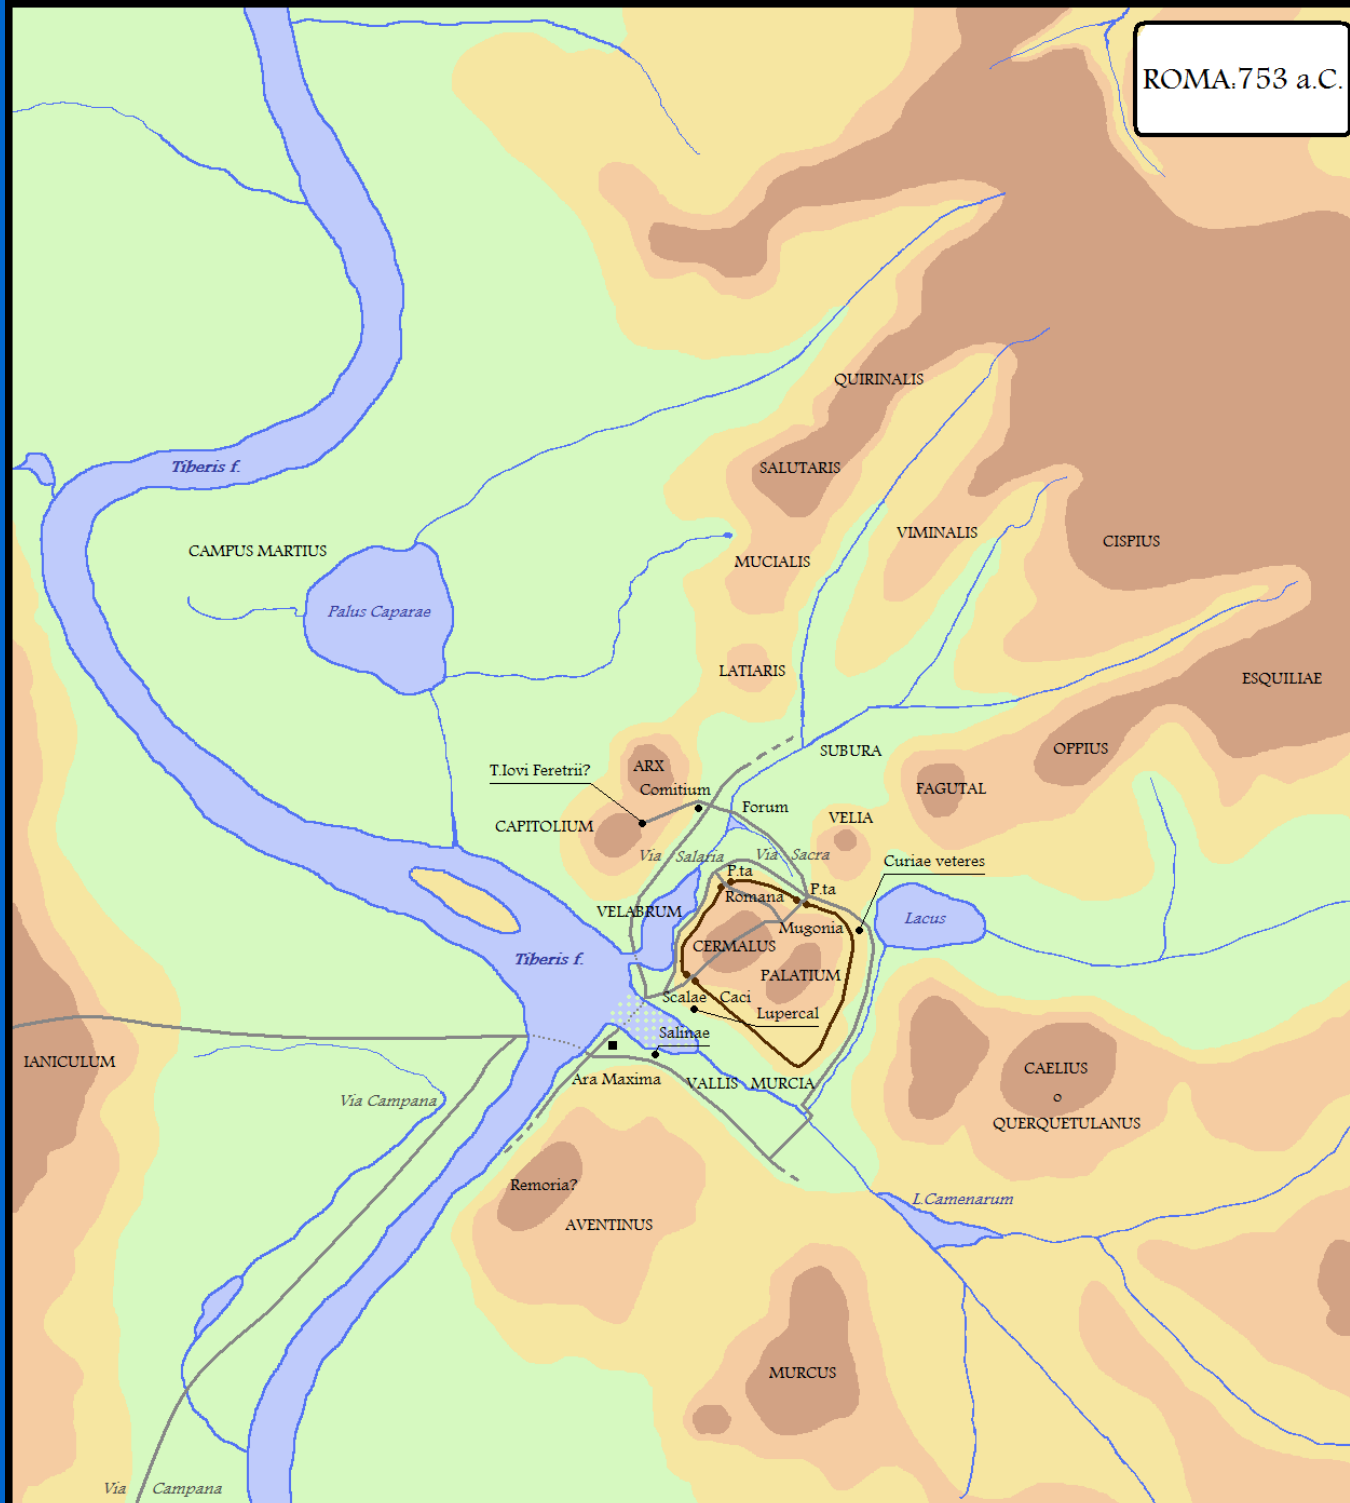 ROMA:753 a.C.
QUIRINALIS
Tiberis f.
SALUTARIS
VIMINALIS
CISPIUS
CAMPUS MARTIUS
MUCIALIS
Palus Caparae
LATIARIS
ESQUILIAE
SUBURA
OPPIUS
T.Iovi Feretrii?
ARX
Comitium
FAGUTAL
Forum
VELIA
CAPITOLIUM
Via Salaria
Via Sacra
Curiae veteres
P.ta
Romana
P.ta
Mugonia
VELABRUM
Lacus
CERMALUS
Tiberis f.
PALATIUM
Scalae Caci
Lupercal
Salinae
IANICULUM
CAELIUS
o
QUERQUETULANUS
Ara Maxima
VALLIS MURCIA
Via Campana
Remoria?
L.Camenarum
AVENTINUS
MURCUS
Via Campana